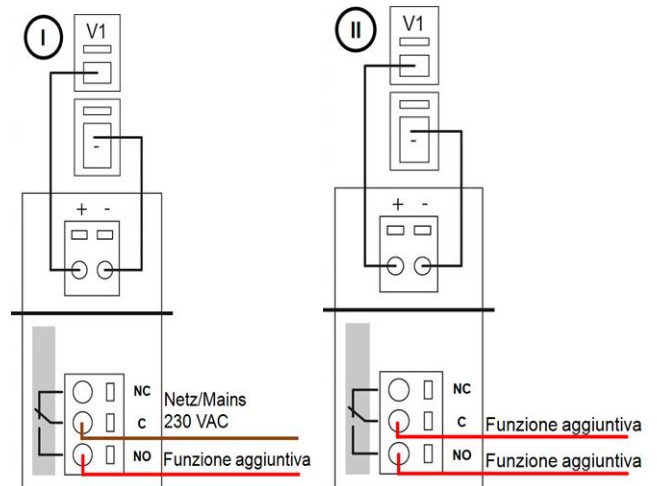 I
V1
-
+ -
NC
Netz/Mains
C
230 VAC
NO
Funzione aggiuntiva
II
V1
-
+ -
NC
C
Funzione aggiuntiva
NO
Funzione aggiuntiva